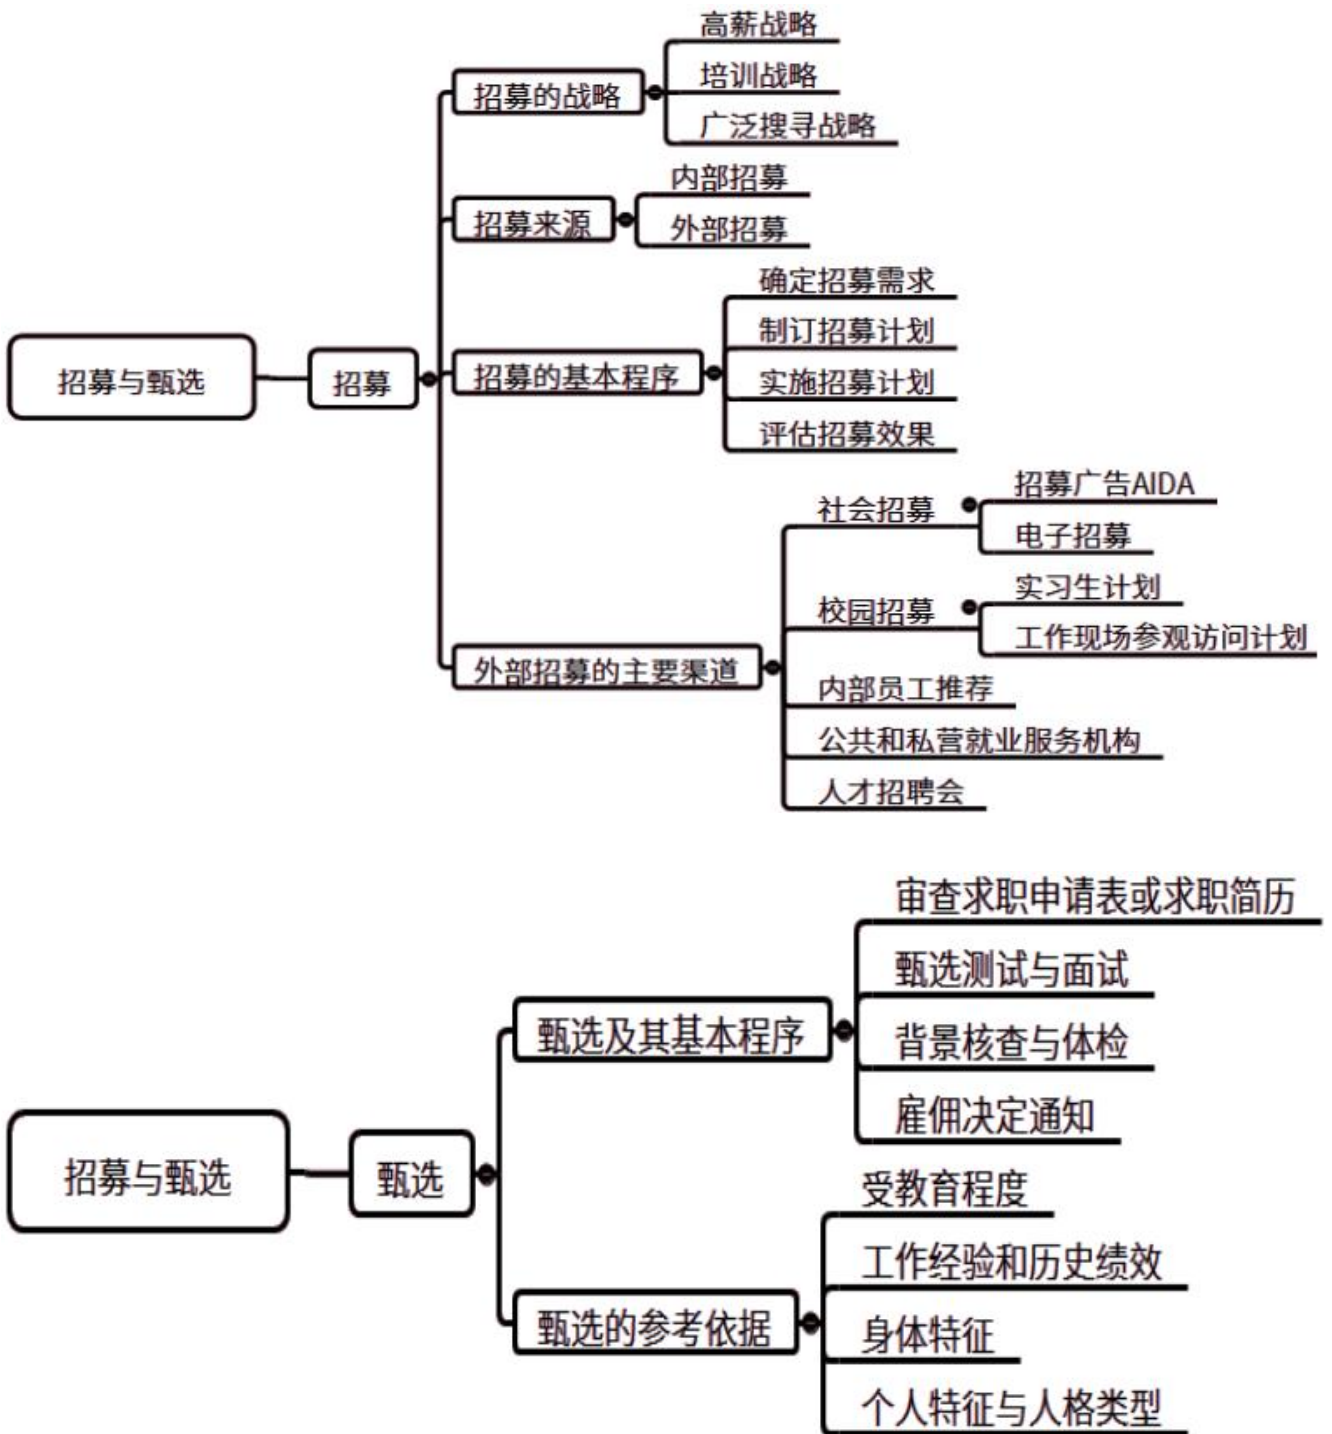 招募与甄选
招募
招募的战略
高薪战略
培训战略
广泛搜寻战略
招募来源
内部招募
外部招募
招募的基本程序
确定招募需求
制订招募计划
实施招募计划
评估招募效果
外部招募的主要渠道
社会招募
招募广告AIDA
电子招募
校园招募
实习生计划
工作现场参观访问计划
内部员工推荐
公共和私营就业服务机构
人才招聘会
招募与甄选
甄选
甄选及其基本程序
审查求职申请表或求职简历
甄选测试与面试
背景核查与体检
雇佣决定通知
甄选的参考依据
受教育程度
工作经验和历史绩效
身体特征
个人特征与人格类型